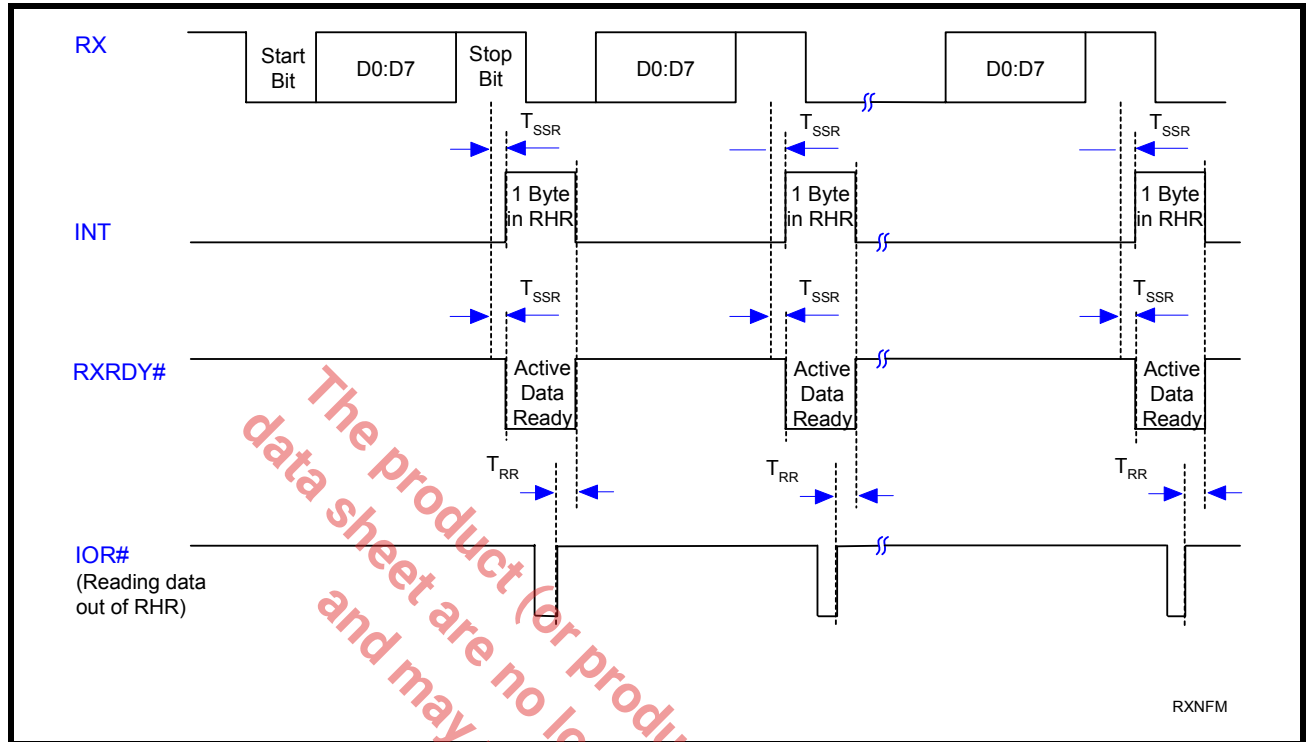 RX
Start
Bit
D0:D7
Stop
Bit
D0:D7
D0:D7
TSSR
TSSR
TSSR
INT
1 Byte
in RHR
1 Byte
in RHR
1 Byte
in RHR
TSSR
TSSR
TSSR
RXRDY#
Active
Data
Ready
Active
Data
Ready
Active
Data
Ready
TRR
TRR
TRR
IOR#
(Reading data
out of RHR)
The product (or produ
data sheet are no lo
and may
RXNFM